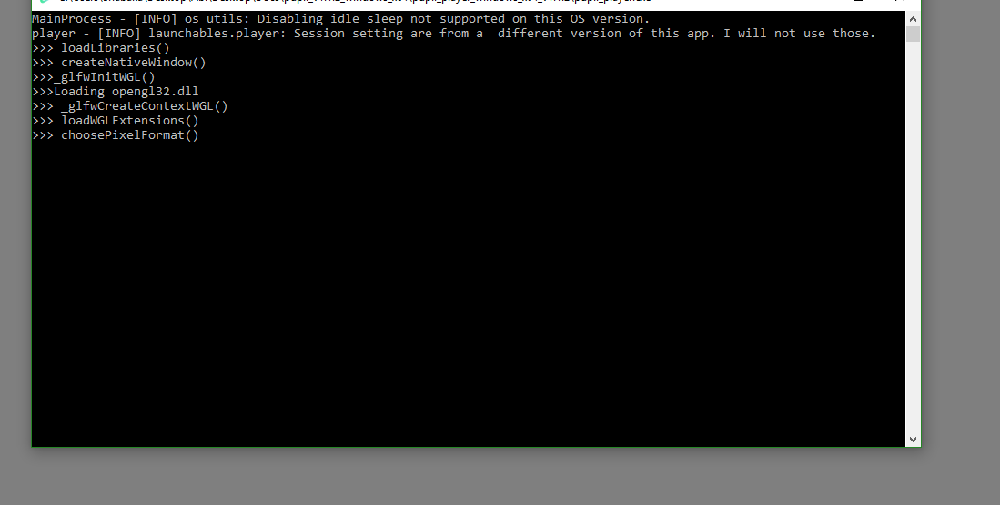 MainProcess - [INFO] os_utils: Disabling idle sleep not supported on this OS version.
player - [INFO] launchables.player: Session setting are from a  different version of this app. I will not use those.
>>> loadLibraries()
>>> createNativeWindow()
>>>_glfwInitWGL()
>>>Loading opengl32.dll
>>> _glfwCreateContextWGL()
>>> loadWGLExtensions()
>>> choosePixelFormat()